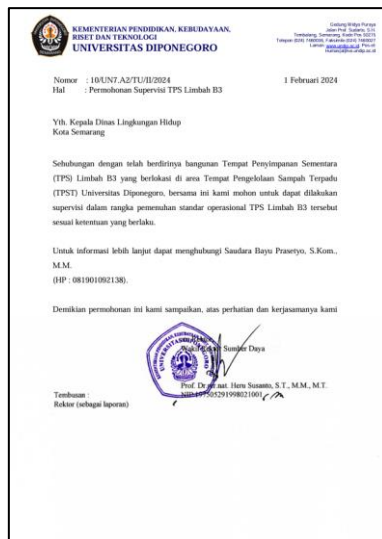 KEMENTERIAN PENDIDIKAN, KEBUDAYAAN,
RISET DAN TEKNOLOGI
UNIVERSITAS DIPONEGORO
Gedung Widya Puraya
Jalan Prof. Sudarto, S.H.
Tembalang, Semarang, Kode Pos 50275
Nomor : 10/UN7.A2/TU/II/2024 1 Februari 2024
Hal : Permohonan Supervisi TPS Limbah B3
Yth. Kepala Dinas Lingkungan Hidup
Kota Semarang
Sehubungan dengan telah berdirinya bangunan Tempat Penyimpanan Sementara
(TPS) Limbah B3 yang berlokasi di area Tempat Pengelolaan Sampah Terpadu
(TPST) Universitas Diponegoro, bersama ini kami mohon untuk dapat dilakukan
supervisi dalam rangka pemenuhan standar operasional TPS Limbah B3 tersebut
sesuai ketentuan yang berlaku.
Untuk informasi lebih lanjut dapat menghubungi Saudara Bayu Prasetyo, S.Kom.,
M.M.
(HP : 081901092138).
Demikian permohonan ini kami sampaikan, atas perhatian dan kerjasamanya kami
Wakil Rektor Sumber Daya
Prof. Dr.rer.nat. Heru Susanto, S.T., M.M., M.T.
NIP 197505291998021001
Tembusan :
Rektor (sebagai laporan)